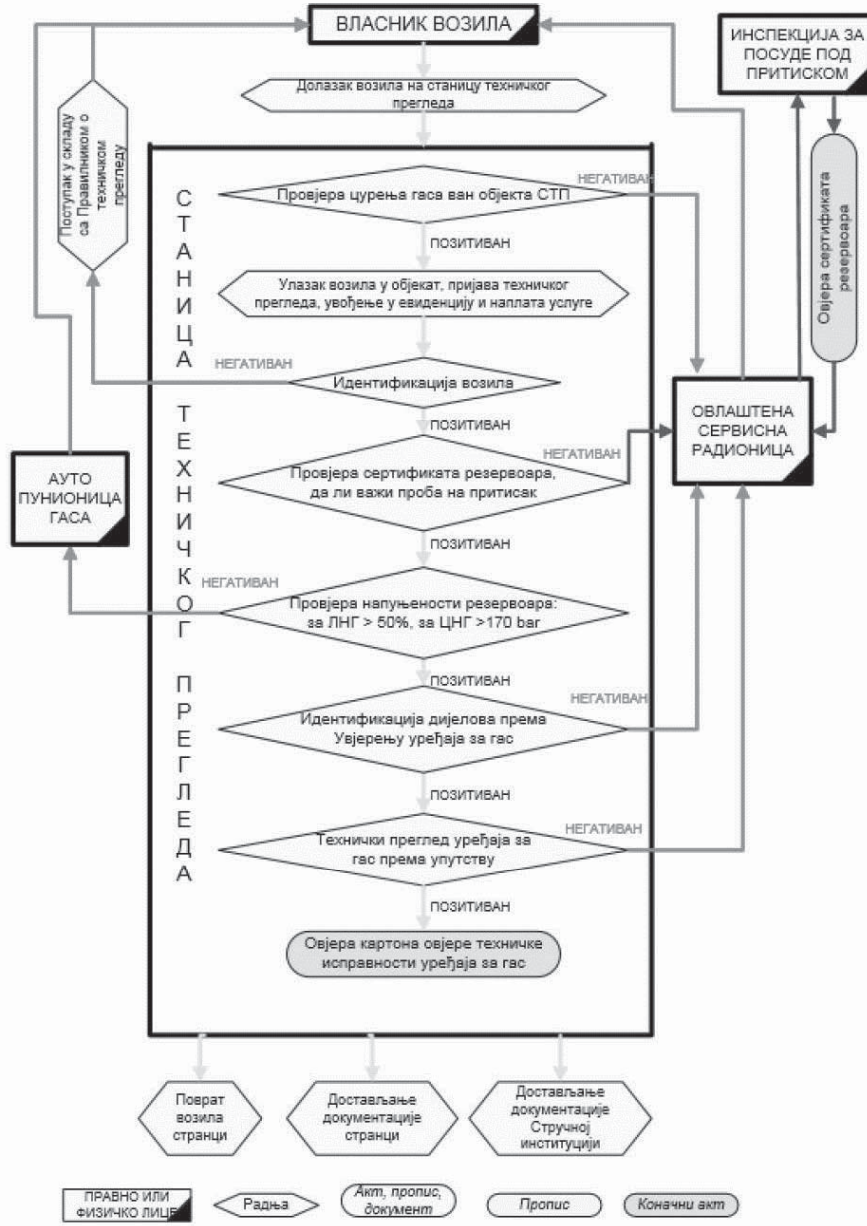 ВЛАСНИК ВОЗИЛА
ИНСПЕКЦИЈА ЗА
ПОСУДЕ ПОД
ПРИТИСКОМ
Долазак возила на станицу техничког
прегледа
Поступак у складу
са Правилником о
техничком
прегледу
СТАНИЦА ТЕХНИЧКОГ ПРЕГЛЕДА
Провјера цурења гаса ван објекта СТП
НЕГАТИВАН
Овјера сертификата
резервоара
ПОЗИТИВАН
Улазак возила у објекат, пријава техничког
прегледа, увођење у евиденцију и наплата услуге
НЕГАТИВАН
Идентификација возила
ПОЗИТИВАН
ОВЛАШТЕНА
СЕРВИСНА
РАДИОНИЦА
НЕГАТИВАН
Провјера сертификата резервоара,
да ли важи проба на притисак
АУТО
ПУНИОНИЦА
ГАСА
ПОЗИТИВАН
НЕГАТИВАН
Провјера напуњености резервоара:
за ЛНГ > 50%, за ЦНГ >170 bar
ПОЗИТИВАН
НЕГАТИВАН
Идентификација дијелова према
Увјерењу уређаја за гас
ПОЗИТИВАН
НЕГАТИВАН
Технички преглед уређаја за
гас према упутству
ПОЗИТИВАН
Овјера картона овјере техничке
исправности уређаја за гас
Поврат
возила
странци
Достављање
документације
странци
Достављање
документације
Стручној
институцији
ПРАВНО ИЛИ
ФИЗИЧКО ЛИЦЕ
Радња
Акт, пропис,
документ
Пропис
Коначни акт